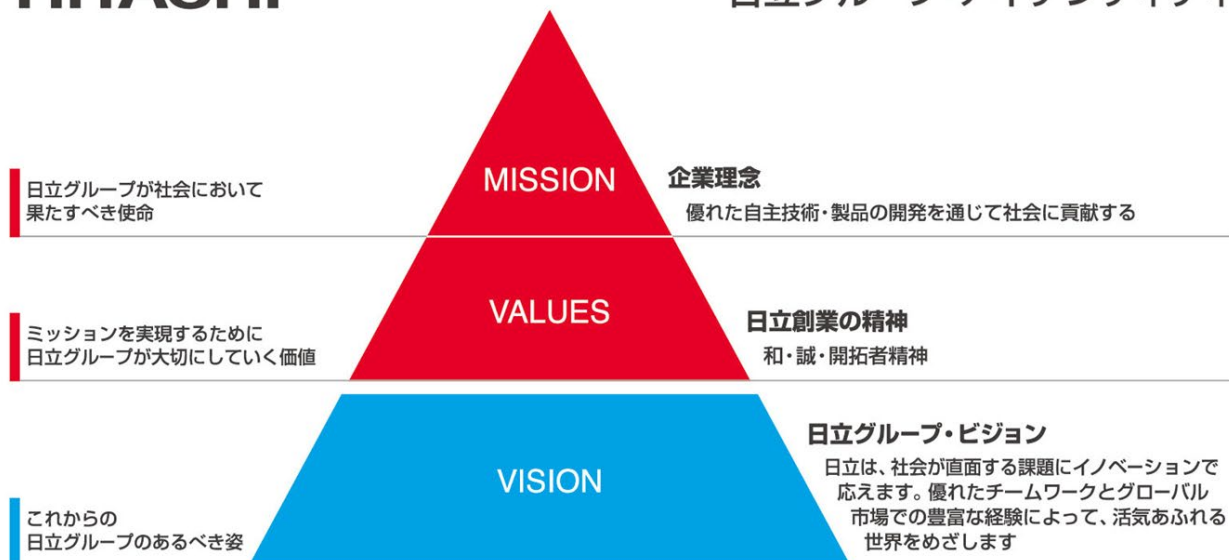 日立グループが社会において
果たすべき使命
MISSION
企業理念
優れた自主技術・製品の開発を通じて社会に貢献する
ミッションを実現するために
日立グループが大切にしていく価値
VALUES
日立創業の精神
和・誠・開拓者精神
これからの
日立グループのあるべき姿
VISION
日立グループ・ビジョン
日立は、社会が直面する課題にイノベーションで
応えます。優れたチームワークとグローバル
市場での豊富な経験によって、活気あふれる
世界をめざします